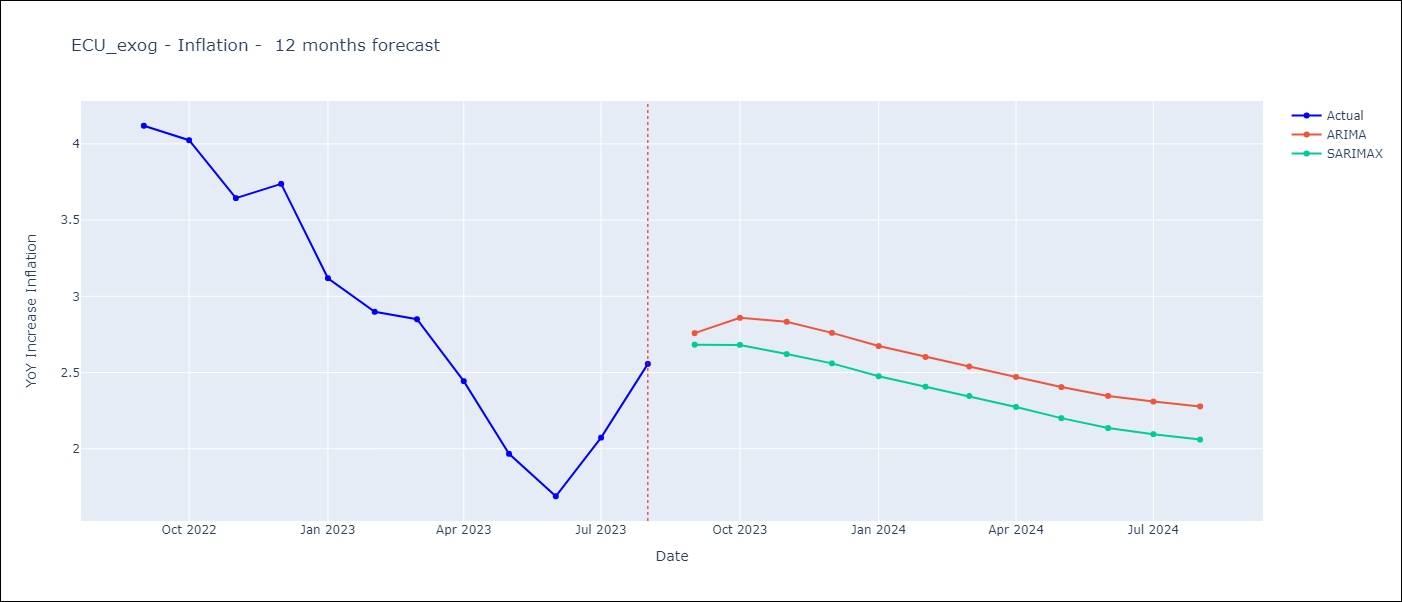 ECU_exog - Inflation -  12 months forecast
Actual
ARIMA
SARIMAX
YoY Increase Inflation
4
3.5
3
2.5
2
Oct 2022
Jan 2023
Apr 2023
Jul 2023
Oct 2023
Jan 2024
Apr 2024
Jul 2024
Date